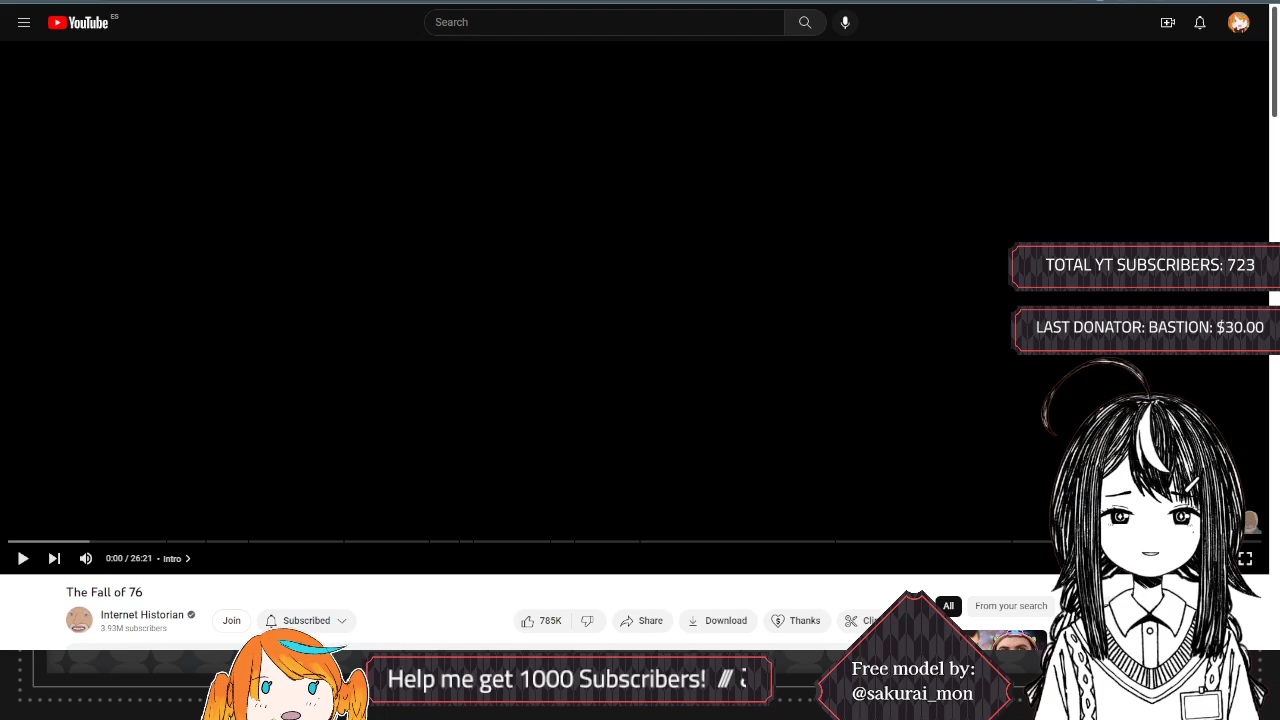 YouTube ES
Search
TOTAL YT SUBSCRIBERS: 723
LAST DONATOR: BASTION: $30.00
0:00 / 26:21 • Intro
The Fall of 76
Internet Historian
3.93M subscribers
Join
Subscribed
785K
Share
Download
Thanks
All
From your search
Help me get 1000 Subscribers! ///
Free model by:
@sakurai_mon